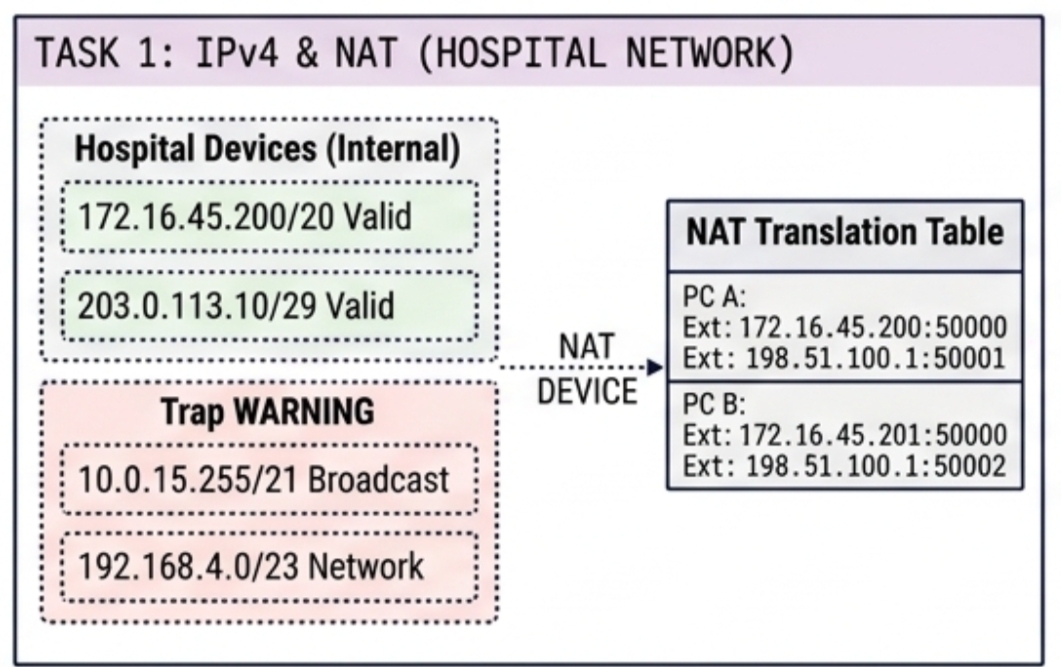 TASK 1: IPv4 & NAT (HOSPITAL NETWORK)
Hospital Devices (Internal)
172.16.45.200/20 Valid
203.0.113.10/29 Valid
Trap WARNING
10.0.15.255/21 Broadcast
192.168.4.0/23 Network
NAT
DEVICE
NAT Translation Table
PC A:
Ext: 172.16.45.200:50000
Ext: 198.51.100.1:50001
PC B:
Ext: 172.16.45.201:50000
Ext: 198.51.100.1:50002